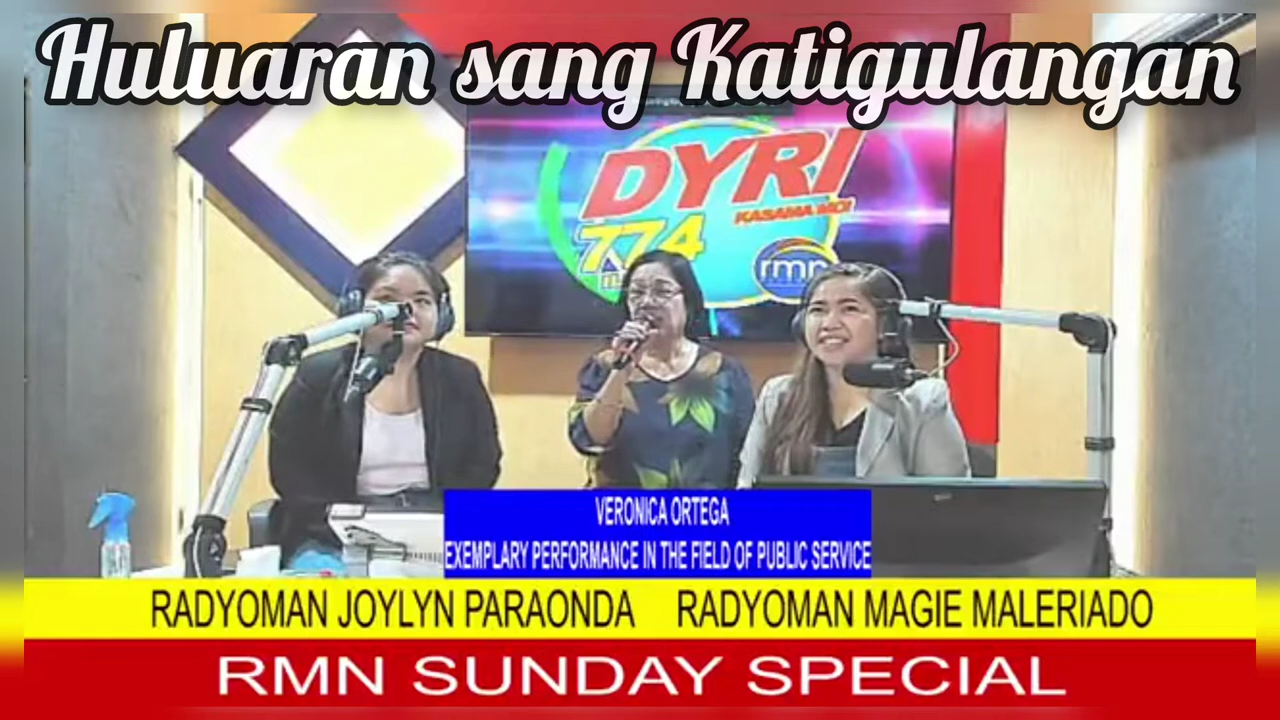 Huluaran sang Katigulangan
DYRI
KASAMA MO!
774
rmn
VERONICA ORTEGA
EXEMPLARY PERFORMANCE IN THE FIELD OF PUBLIC SERVICE
RADYOMAN JOYLYN PARAONDA RADYOMAN MAGIE MALERIADO
RMN SUNDAY SPECIAL